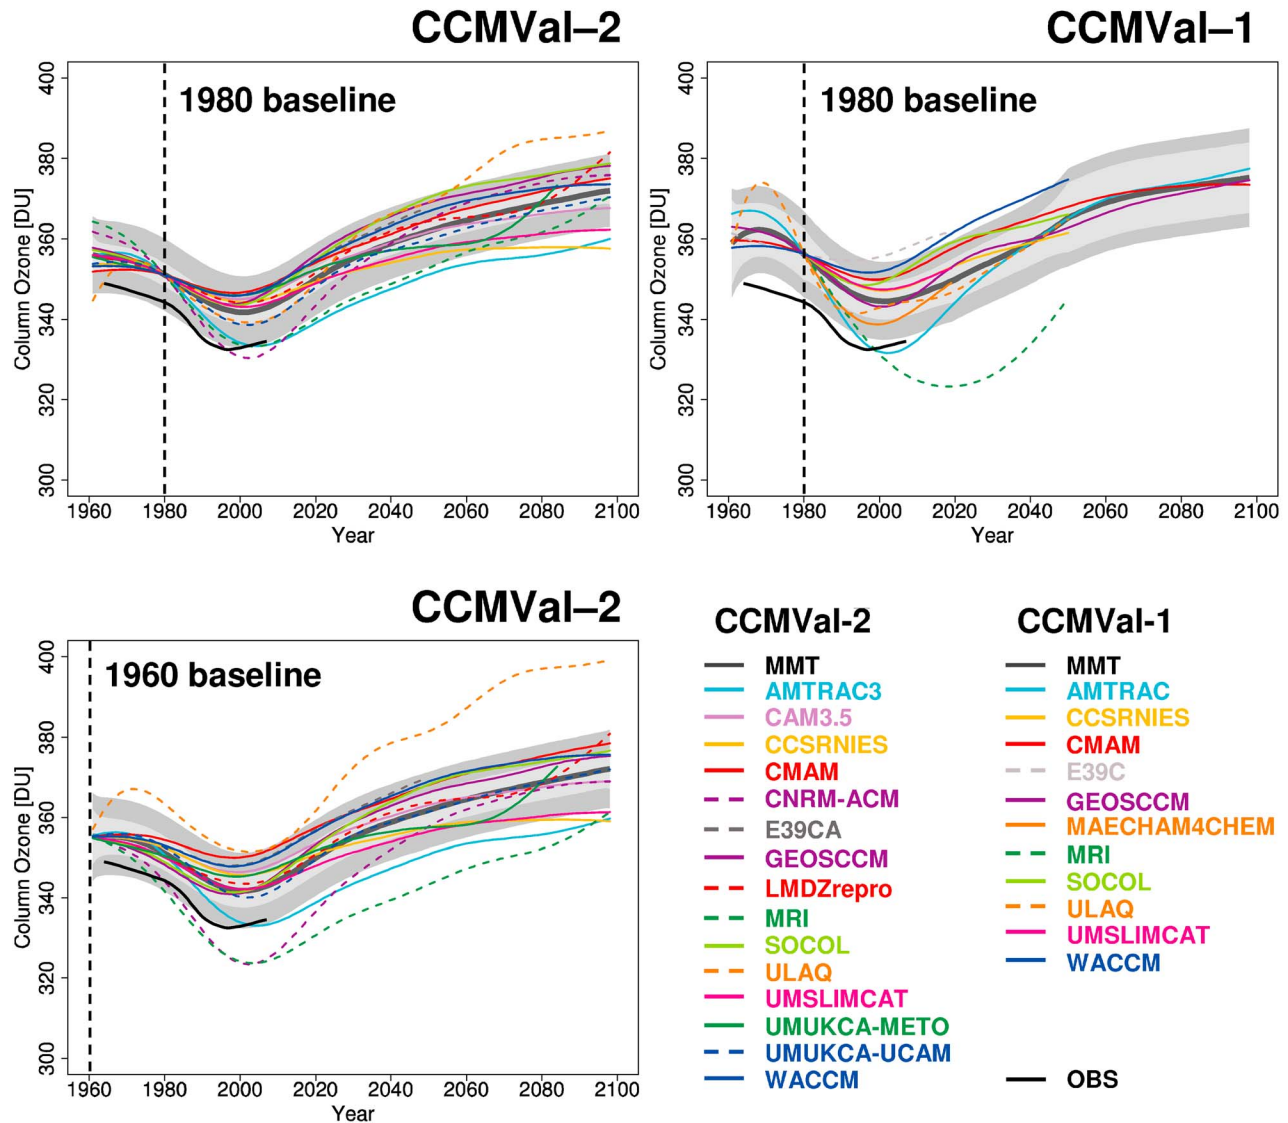 CCMVal–2
1980 baseline
Column Ozone [DU]
400
380
360
340
320
300
1960 1980 2000 2020 2040 2060 2080 2100
Year
CCMVal–1
1980 baseline
Column Ozone [DU]
400
380
360
340
320
300
1960 1980 2000 2020 2040 2060 2080 2100
Year
CCMVal–2
1960 baseline
Column Ozone [DU]
400
380
360
340
320
300
1960 1980 2000 2020 2040 2060 2080 2100
Year
CCMVal-2
MMT
AMTRAC3
CAM3.5
CCSRNIES
CMAM
CNRM-ACM
E39CA
GEOSCCM
LMDZrepro
MRI
SOCOL
ULAQ
UMSLIMCAT
UMUKCA-METO
UMUKCA-UCAM
WACCM
CCMVal-1
MMT
AMTRAC
CCSRNIES
CMAM
E39C
GEOSCCM
MAECHAM4CHEM
MRI
SOCOL
ULAQ
UMSLIMCAT
WACCM
OBS